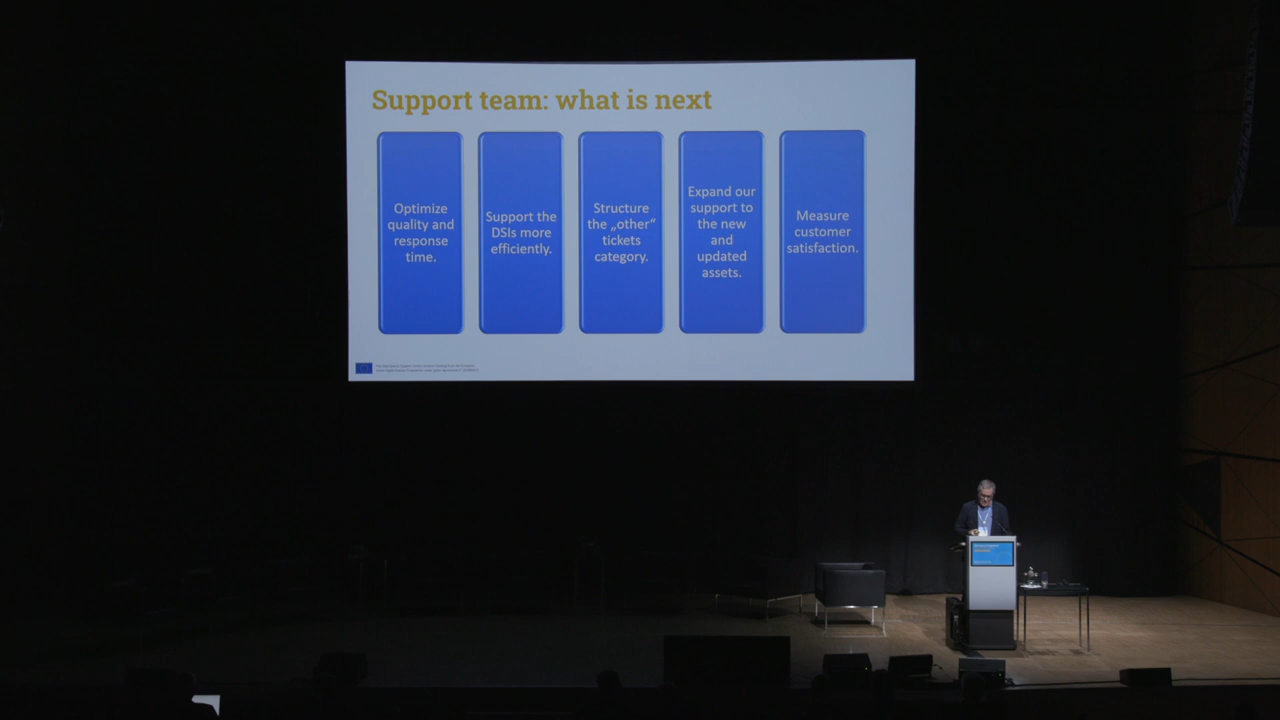 Support team: what is next
Optimize
quality and
response
time.
Support the
DSIs more
efficiently.
Structure
the „other“
tickets
category.
Expand our
support to
the new
and
updated
assets.
Measure
customer
satisfaction.